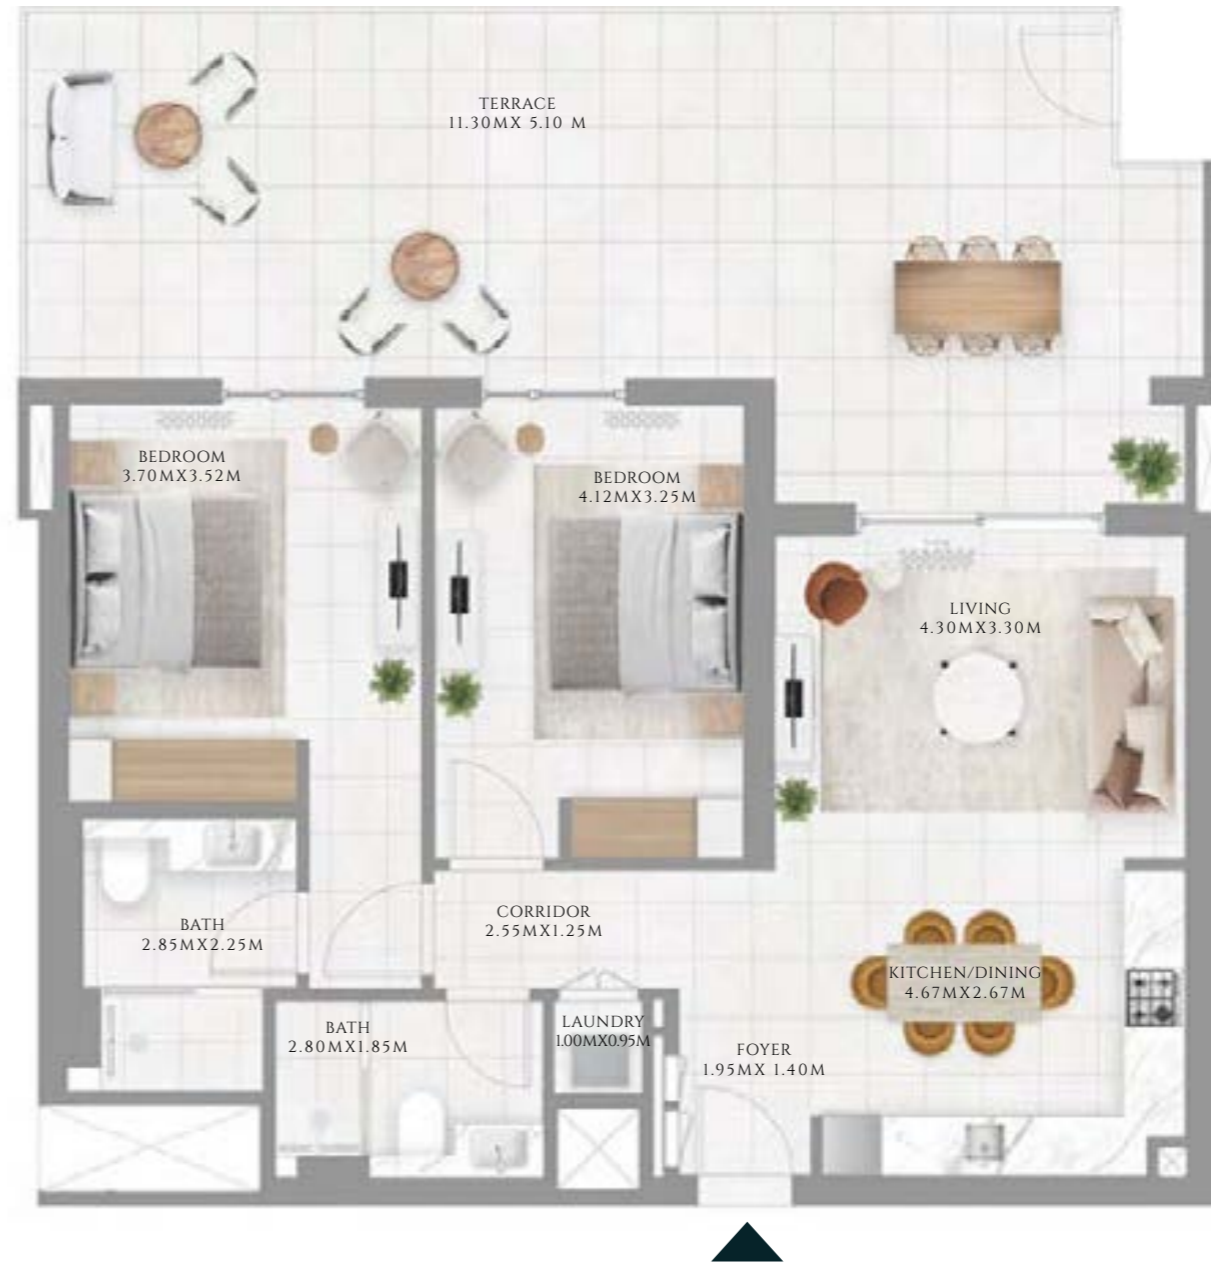 TERRACE
11.30MX 5.10 M
BEDROOM
3.70MX3.52M
BEDROOM
4.12MX3.25M
LIVING
4.30MX3.30M
BATH
2.85MX2.25M
CORRIDOR
2.55MX1.25M
KITCHEN/DINING
4.67MX2.67M
BATH
2.80MX1.85M
LAUNDRY
1.00MX0.95M
FOYER
1.95MX 1.40M